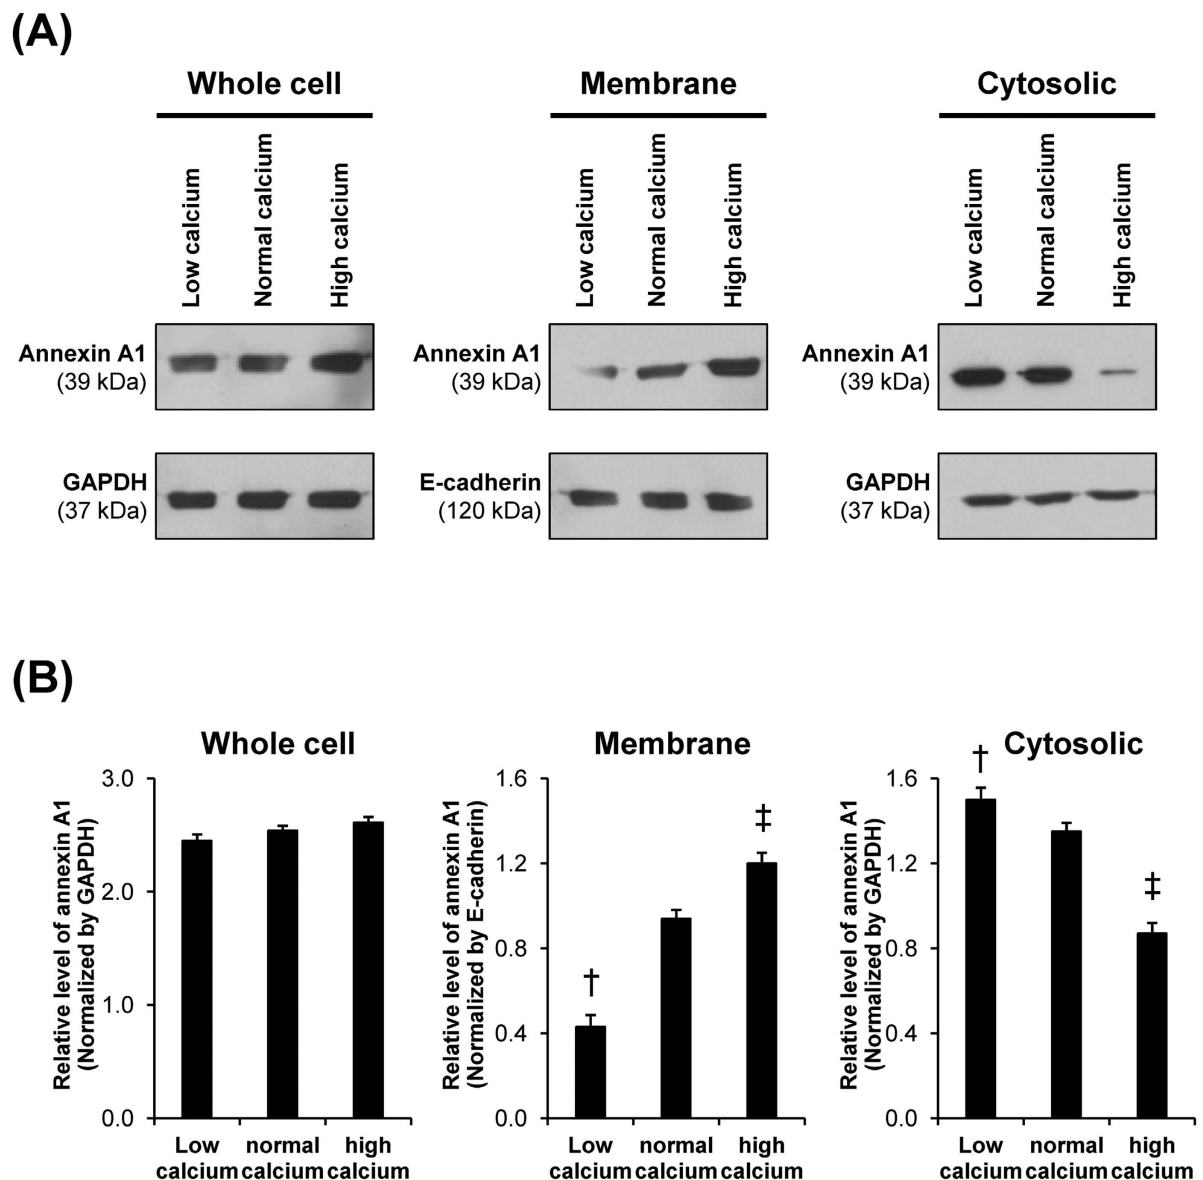 (A)
Whole cell
Membrane
Cytosolic
Low calcium
Normal calcium
High calcium
Low calcium
Normal calcium
High calcium
Low calcium
Normal calcium
High calcium
Annexin A1
(39 kDa)
Annexin A1
(39 kDa)
Annexin A1
(39 kDa)
GAPDH
(37 kDa)
E-cadherin
(120 kDa)
GAPDH
(37 kDa)
(B)
Whole cell
Relative level of annexin A1
(Normalized by GAPDH)
3.0
2.0
1.0
0.0
Low
calcium
normal
calcium
high
calcium
Membrane
Relative level of annexin A1
(Normalized by E-cadherin)
1.6
1.2
0.8
0.4
0.0
†
‡
Low
calcium
normal
calcium
high
calcium
Cytosolic
Relative level of annexin A1
(Normalized by GAPDH)
1.6
1.2
0.8
0.4
0.0
†
‡
Low
calcium
normal
calcium
high
calcium